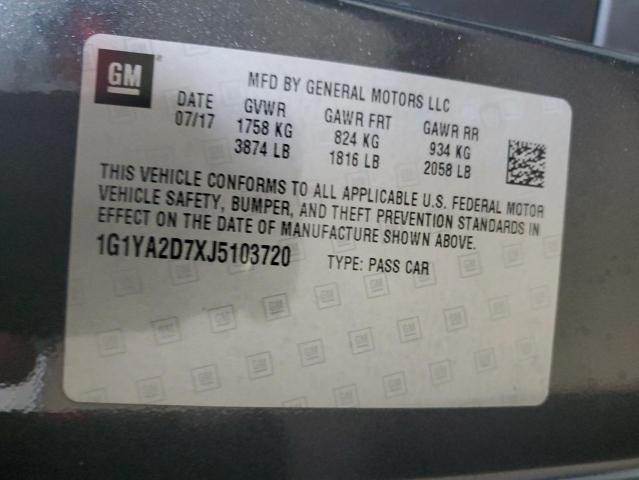 GM
MFD BY GENERAL MOTORS LLC
DATE GVWR GAWR FRT GAWR RR
07/17 1758 KG 824 KG 934 KG
3874 LB 1816 LB 2058 LB
THIS VEHICLE CONFORMS TO ALL APPLICABLE U.S. FEDERAL MOTOR
VEHICLE SAFETY, BUMPER, AND THEFT PREVENTION STANDARDS IN
EFFECT ON THE DATE OF MANUFACTURE SHOWN ABOVE.
1G1YA2D7XJ5103720 TYPE: PASS CAR